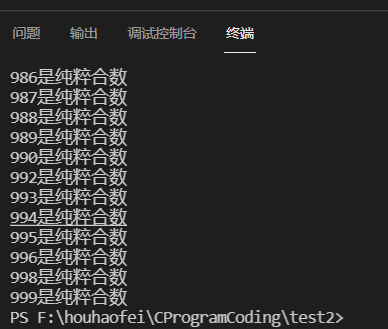 问题 输出 调试控制台 终端
986是纯粹合数
987是纯粹合数
988是纯粹合数
989是纯粹合数
990是纯粹合数
992是纯粹合数
993是纯粹合数
994是纯粹合数
995是纯粹合数
996是纯粹合数
998是纯粹合数
999是纯粹合数
PS F:\houhaofei\CProgramCoding\test2>